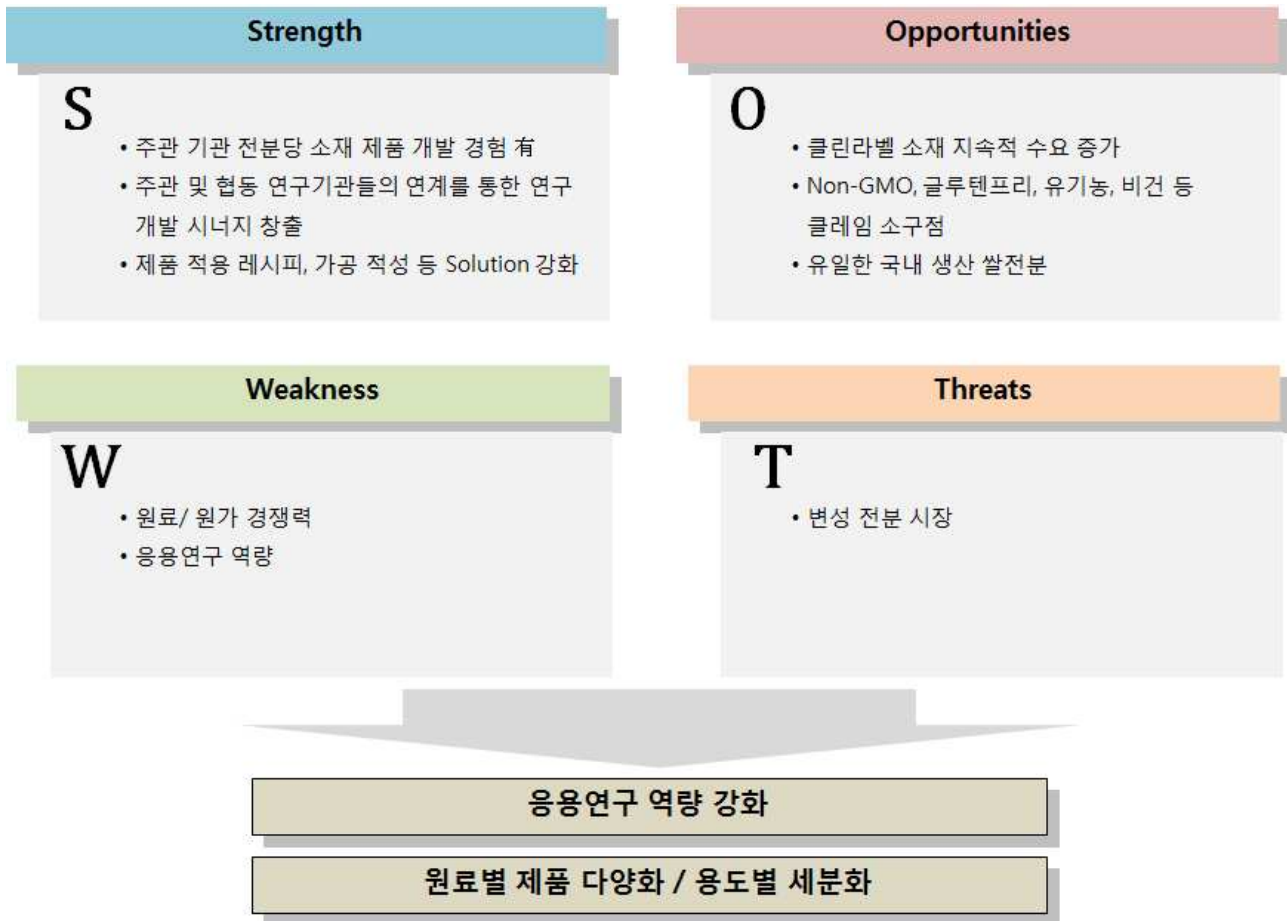 Strength
S
• 주관 기관 전분당 소재 제품 개발 경험 有
• 주관 및 협동 연구기관들의 연계를 통한 연구
개발 시너지 창출
• 제품 적용 레시피, 가공 적성 등 Solution 강화
Opportunities
O
• 클린라벨 소재 지속적 수요 증가
• Non-GMO, 글루텐프리, 유기농, 비건 등
클레임 소구점
• 유일한 국내 생산 쌀전분
Weakness
W
• 원료/ 원가 경쟁력
• 응용연구 역량
Threats
T
• 변성 전분 시장
응용연구 역량 강화
원료별 제품 다양화 / 용도별 세분화